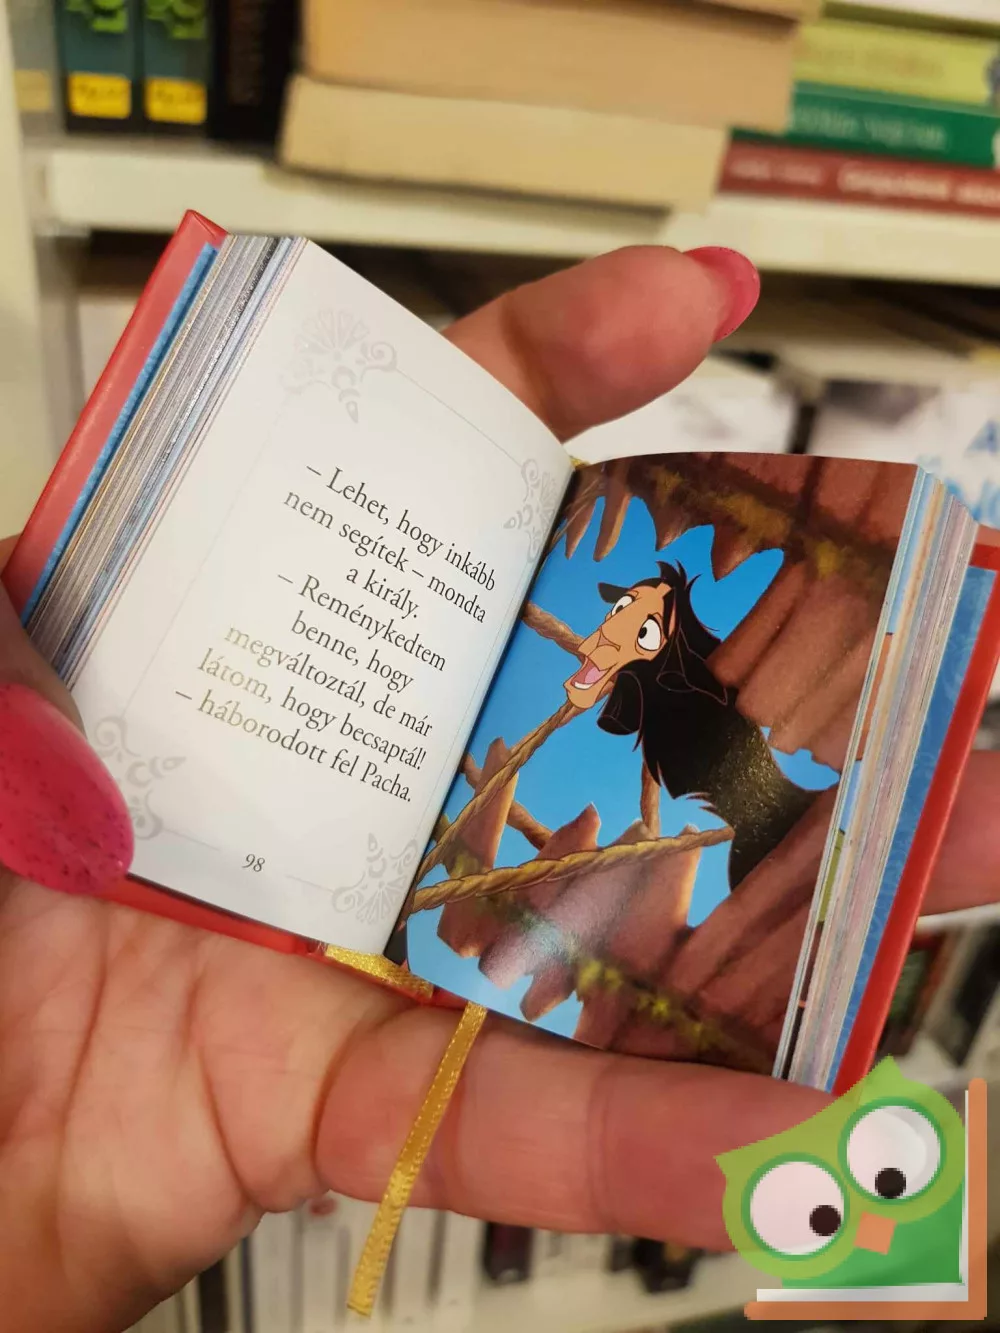 – Lehet, hogy inkább
nem segítek – mondta
a király.
– Reménykedtem
benne, hogy
megváltoztál, de már
látom, hogy becsaptál!
– háborodott fel Pacha.
98